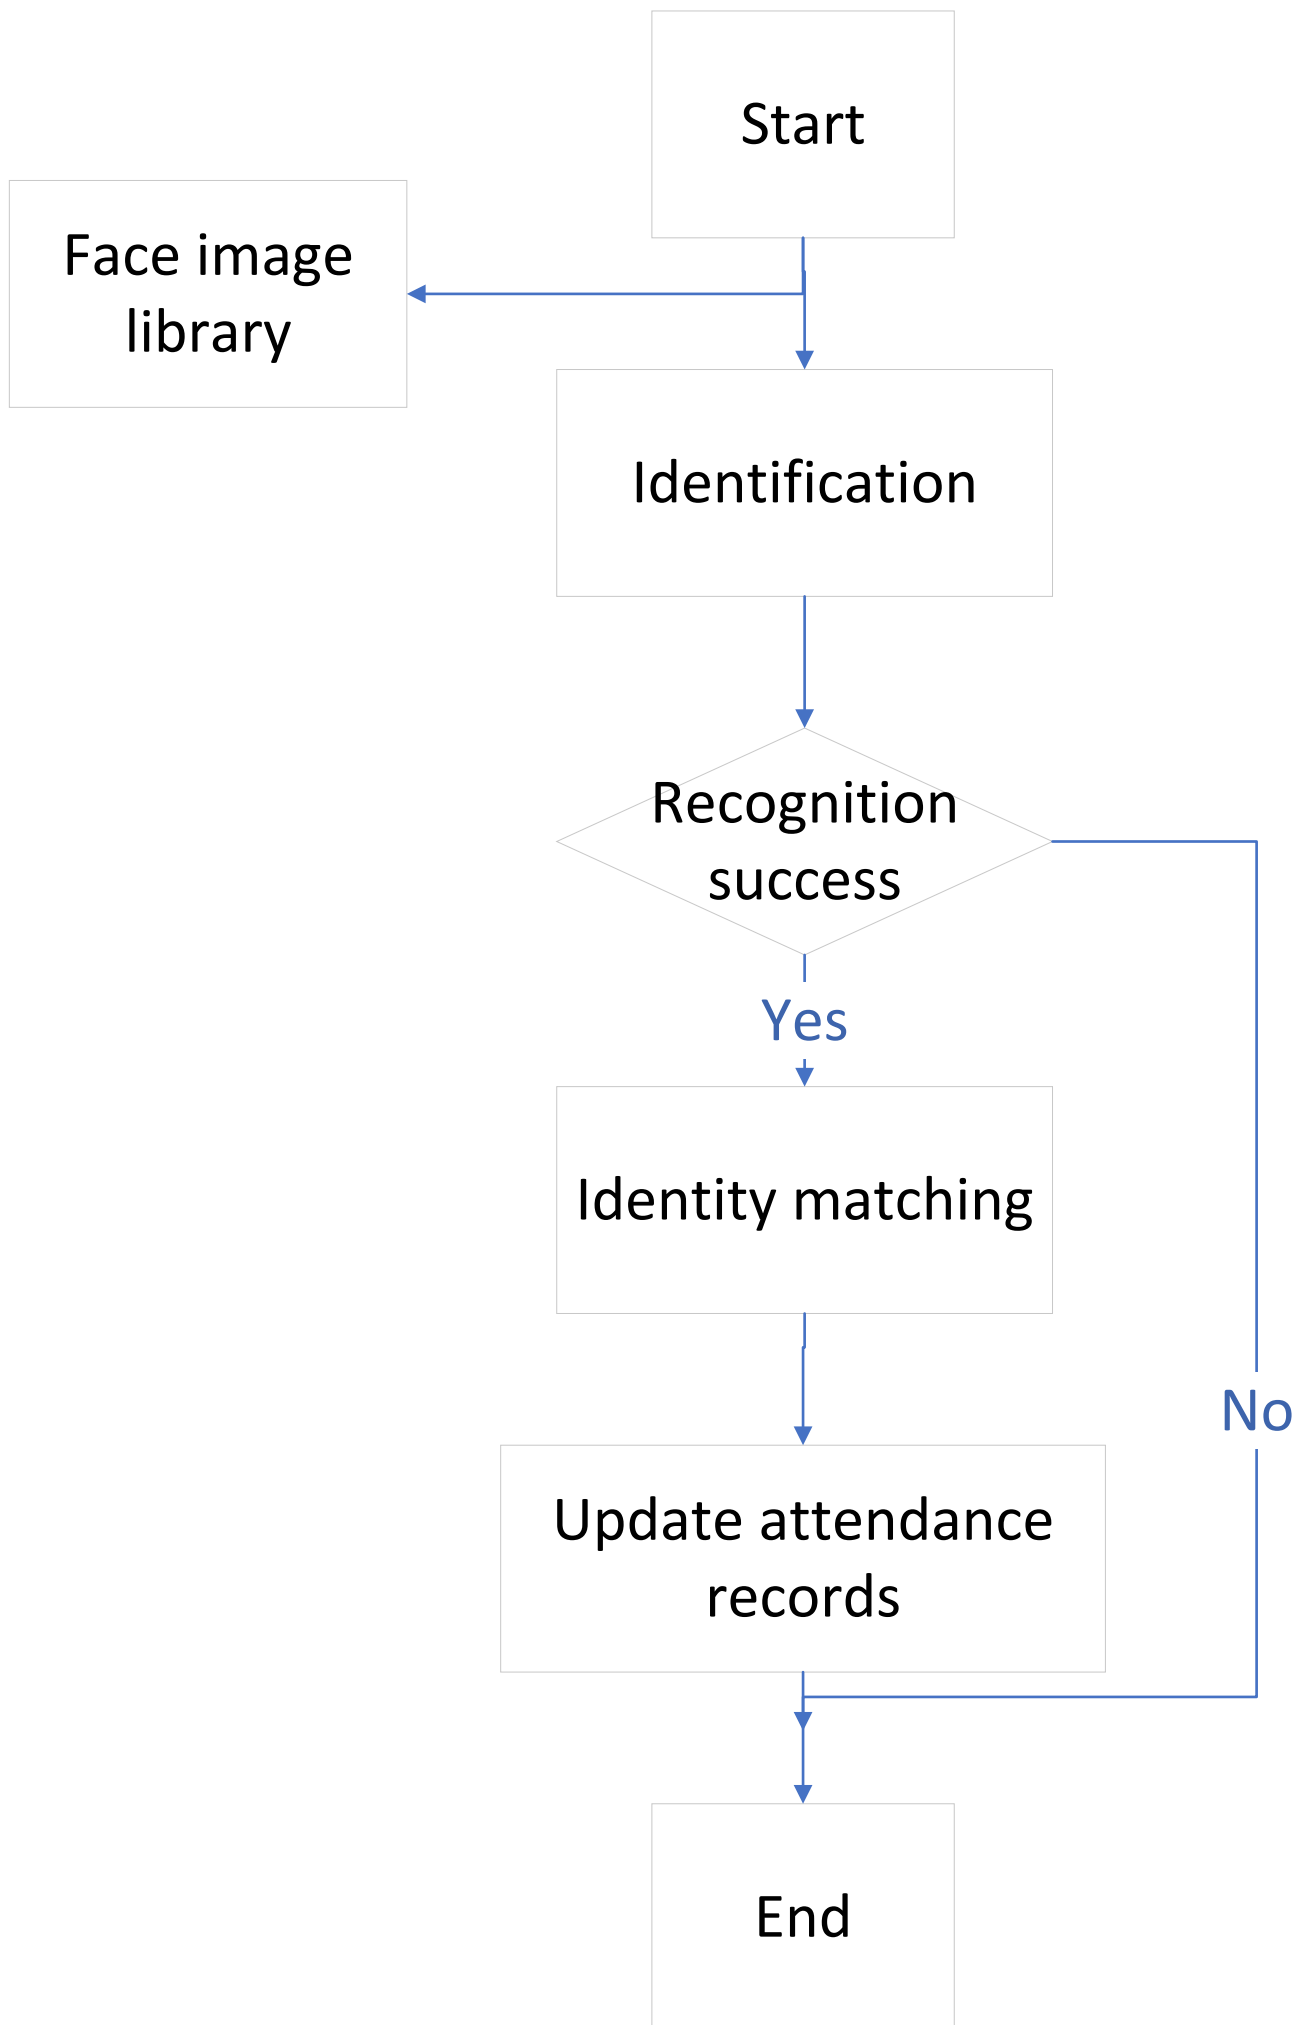 Start
Face image
library
Identification
Recognition
success
Yes
Identity matching
No
Update attendance
records
End